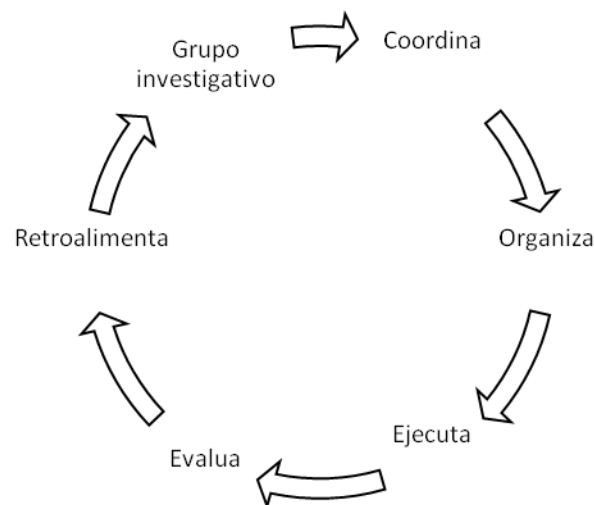 Grupo
investigativo
Coordina
Organiza
Ejecuta
Evalua
Retroalimenta